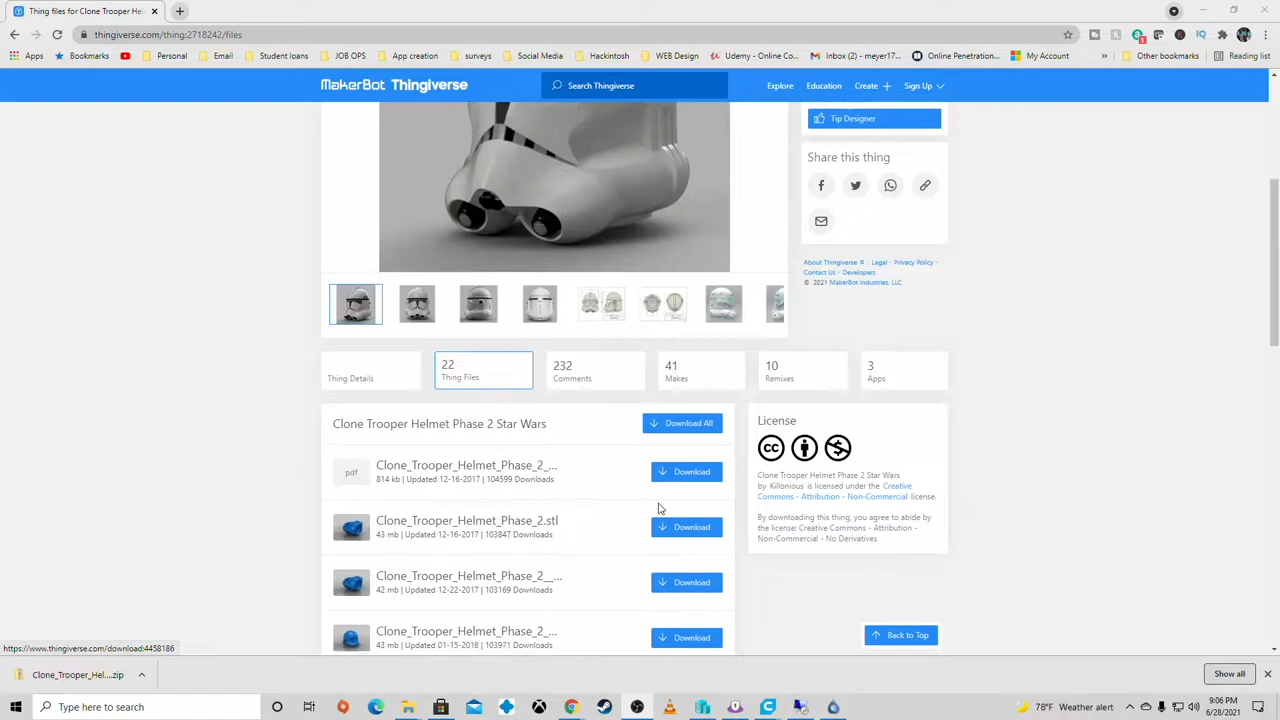 Thing files for Clone Trooper Hel
thingiverse.com/thing:2718242/files
Apps Bookmarks Personal Email Student loans JOB OPS App creation surveys Social Media Hackintosh WEB Design Udemy - Online Co... Inbox (2) - meyer17... Online Penetration... My Account » Other bookmarks Reading list
MakerBot Thingiverse Search Thingiverse Explore Education Create Sign Up
Tip Designer
Share this thing
About Thingiverse ® · Legal · Privacy Policy ·
Contact Us · Developers
© 2021 MakerBot Industries, LLC
22 232 41 10 3
Thing Details Thing Files Comments Makes Remixes Apps
Clone Trooper Helmet Phase 2 Star Wars Download All
pdf Clone_Trooper_Helmet_Phase_2_... Download
814 kb | Updated 12-16-2017 | 104599 Downloads
Clone_Trooper_Helmet_Phase_2.stl Download
43 mb | Updated 12-16-2017 | 103847 Downloads
Clone_Trooper_Helmet_Phase_2__... Download
42 mb | Updated 12-22-2017 | 103169 Downloads
Clone_Trooper_Helmet_Phase_2_... Download
43 mb | Updated 01-15-2018 | 103971 Downloads
License
cc
Clone Trooper Helmet Phase 2 Star Wars
by Killonious is licensed under the Creative
Commons - Attribution - Non-Commercial license.
By downloading this thing, you agree to abide by
the license: Creative Commons - Attribution -
Non-Commercial - No Derivatives
Back to Top
https://www.thingiverse.com/download:4458186
Clone_Trooper_Hel....zip Show all
Type here to search 78°F Weather alert 9:06 PM
6/28/2021